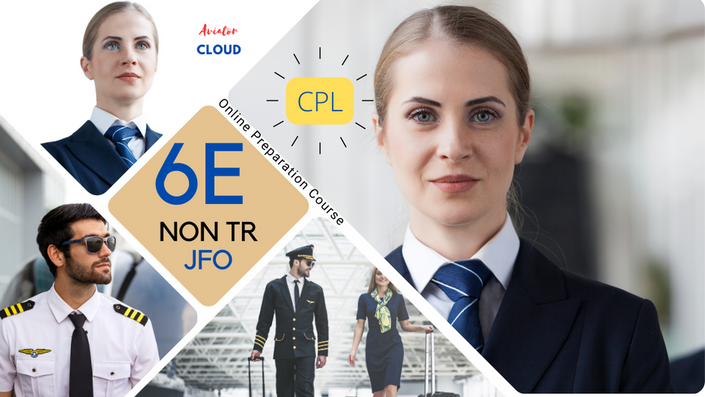 Aviator
CLOUD
CPL
Online Preparation Course
6E
NON TR
JFO